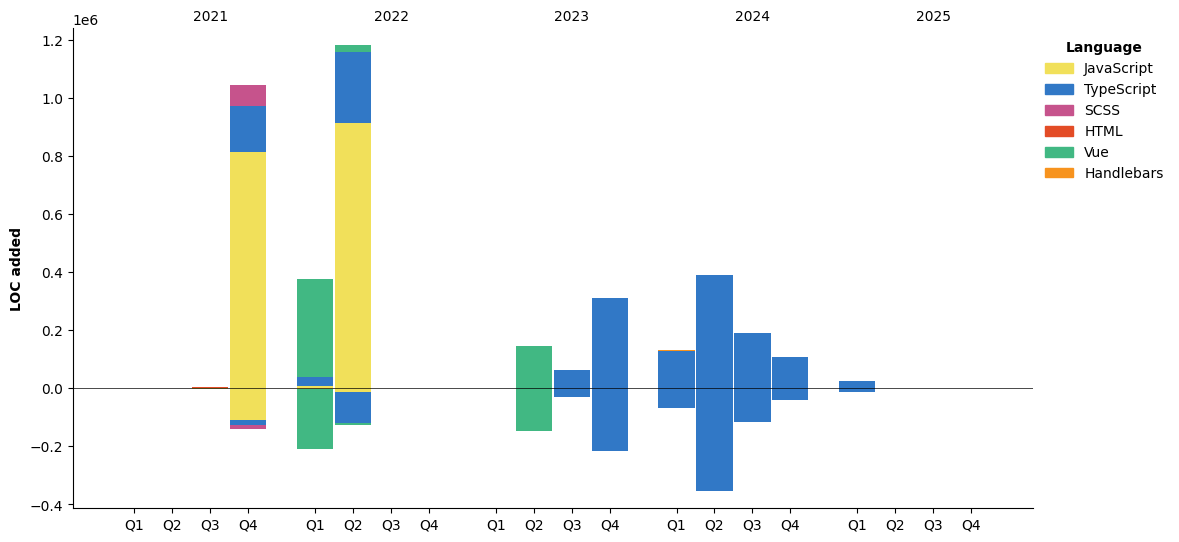 2021 2022 2023 2024 2025
1e6
1.2
1.0
0.8
0.6
0.4
0.2
0.0
−0.2
−0.4
LOC added
Q1 Q2 Q3 Q4 Q1 Q2 Q3 Q4 Q1 Q2 Q3 Q4 Q1 Q2 Q3 Q4 Q1 Q2 Q3 Q4
Language
JavaScript
TypeScript
SCSS
HTML
Vue
Handlebars